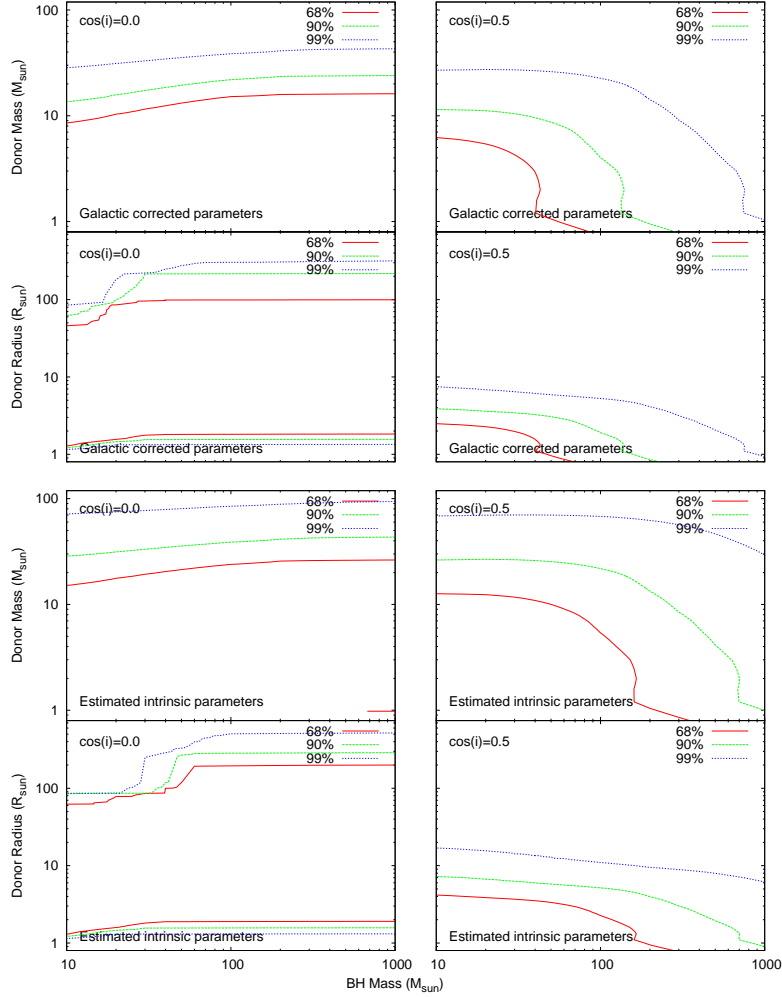 100
10
1
Donor Mass (M_sun)
cos(i)=0.0
68%
90%
99%
Galactic corrected parameters
cos(i)=0.5
68%
90%
99%
Galactic corrected parameters
100
10
1
Donor Radius (R_sun)
cos(i)=0.0
68%
90%
99%
Galactic corrected parameters
cos(i)=0.5
68%
90%
99%
Galactic corrected parameters
100
10
1
Donor Mass (M_sun)
cos(i)=0.0
68%
90%
99%
Estimated intrinsic parameters
cos(i)=0.5
68%
90%
99%
Estimated intrinsic parameters
100
10
1
Donor Radius (R_sun)
cos(i)=0.0
68%
90%
99%
Estimated intrinsic parameters
cos(i)=0.5
68%
90%
99%
Estimated intrinsic parameters
10 100 1000 10 100 1000
BH Mass (M_sun)